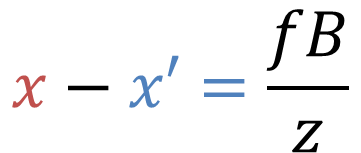 x − x′ = fB/z